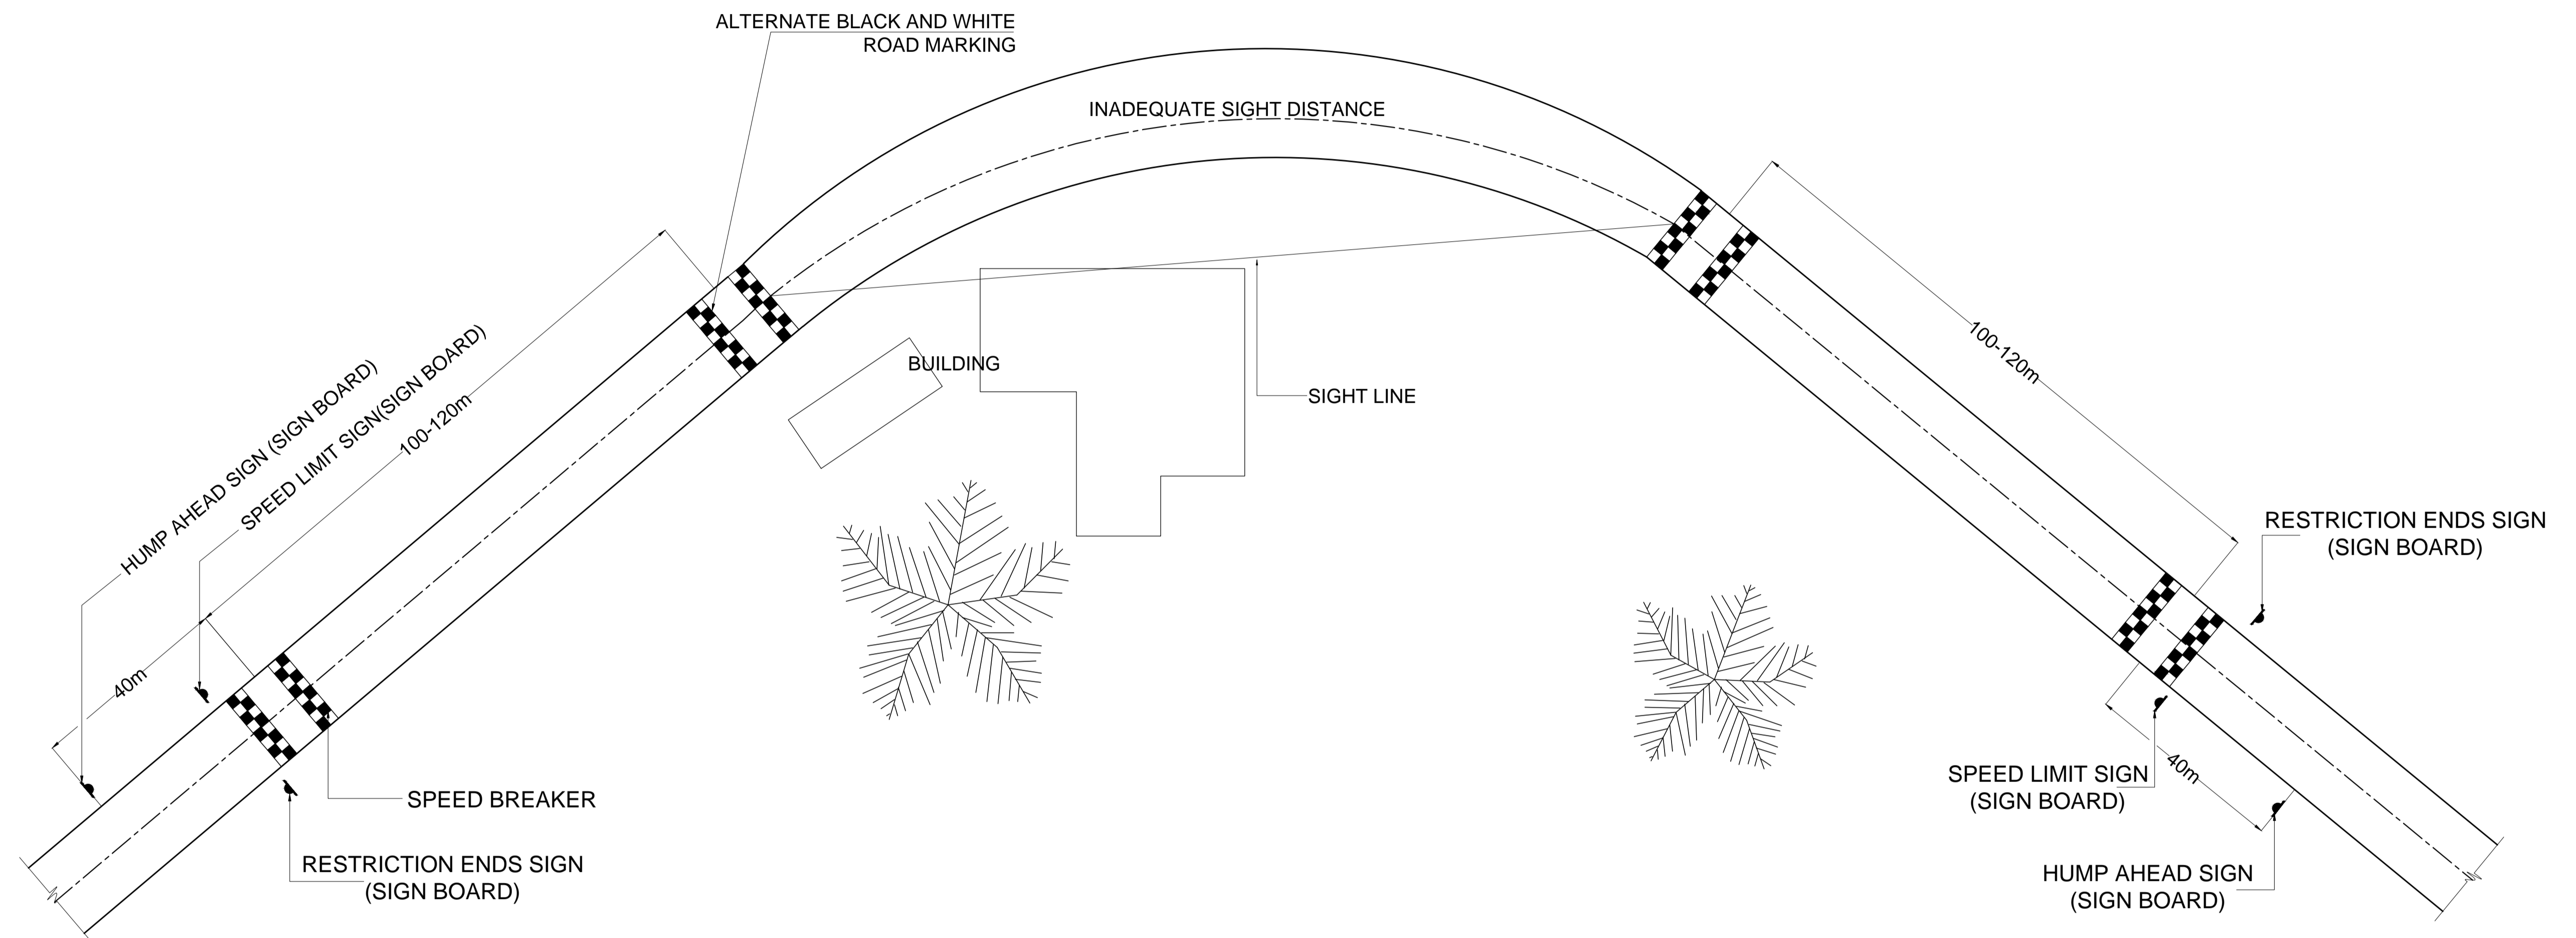 ALTERNATE BLACK AND WHITE
ROAD MARKING
INADEQUATE SIGHT DISTANCE
HUMP AHEAD SIGN (SIGN BOARD)
SPEED LIMIT SIGN(SIGN BOARD)
100-120m
40m
BUILDING
SIGHT LINE
100-120m
RESTRICTION ENDS SIGN
(SIGN BOARD)
SPEED BREAKER
RESTRICTION ENDS SIGN
(SIGN BOARD)
40m
SPEED LIMIT SIGN
(SIGN BOARD)
HUMP AHEAD SIGN
(SIGN BOARD)